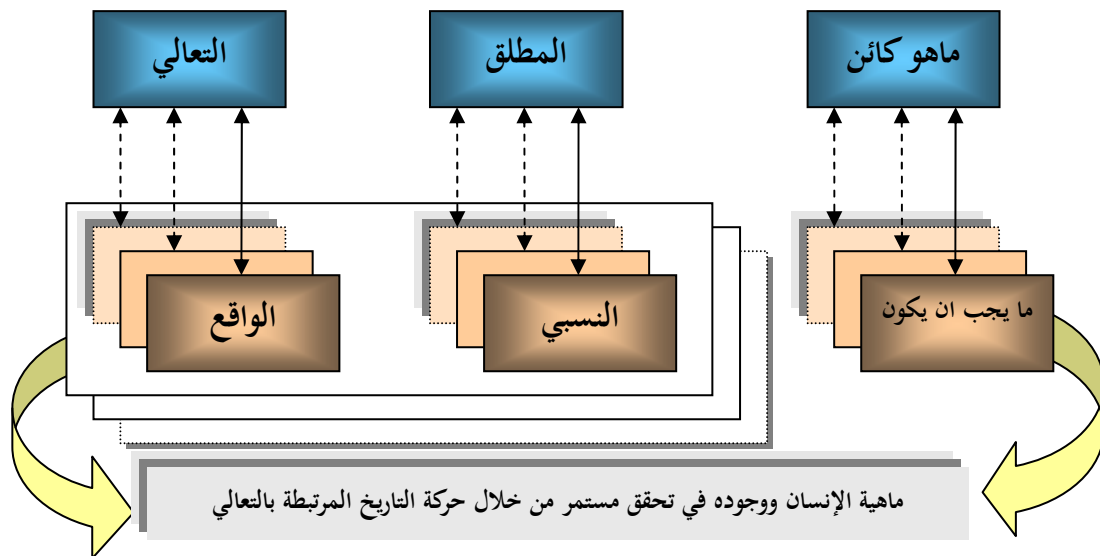 ماهو كائن
المطلق
التعالي
ما يجب ان يكون
النسبي
الواقع
ماهية الإنسان ووجوده في تحقق مستمر من خلال حركة التاريخ المرتبطة بالتعالي